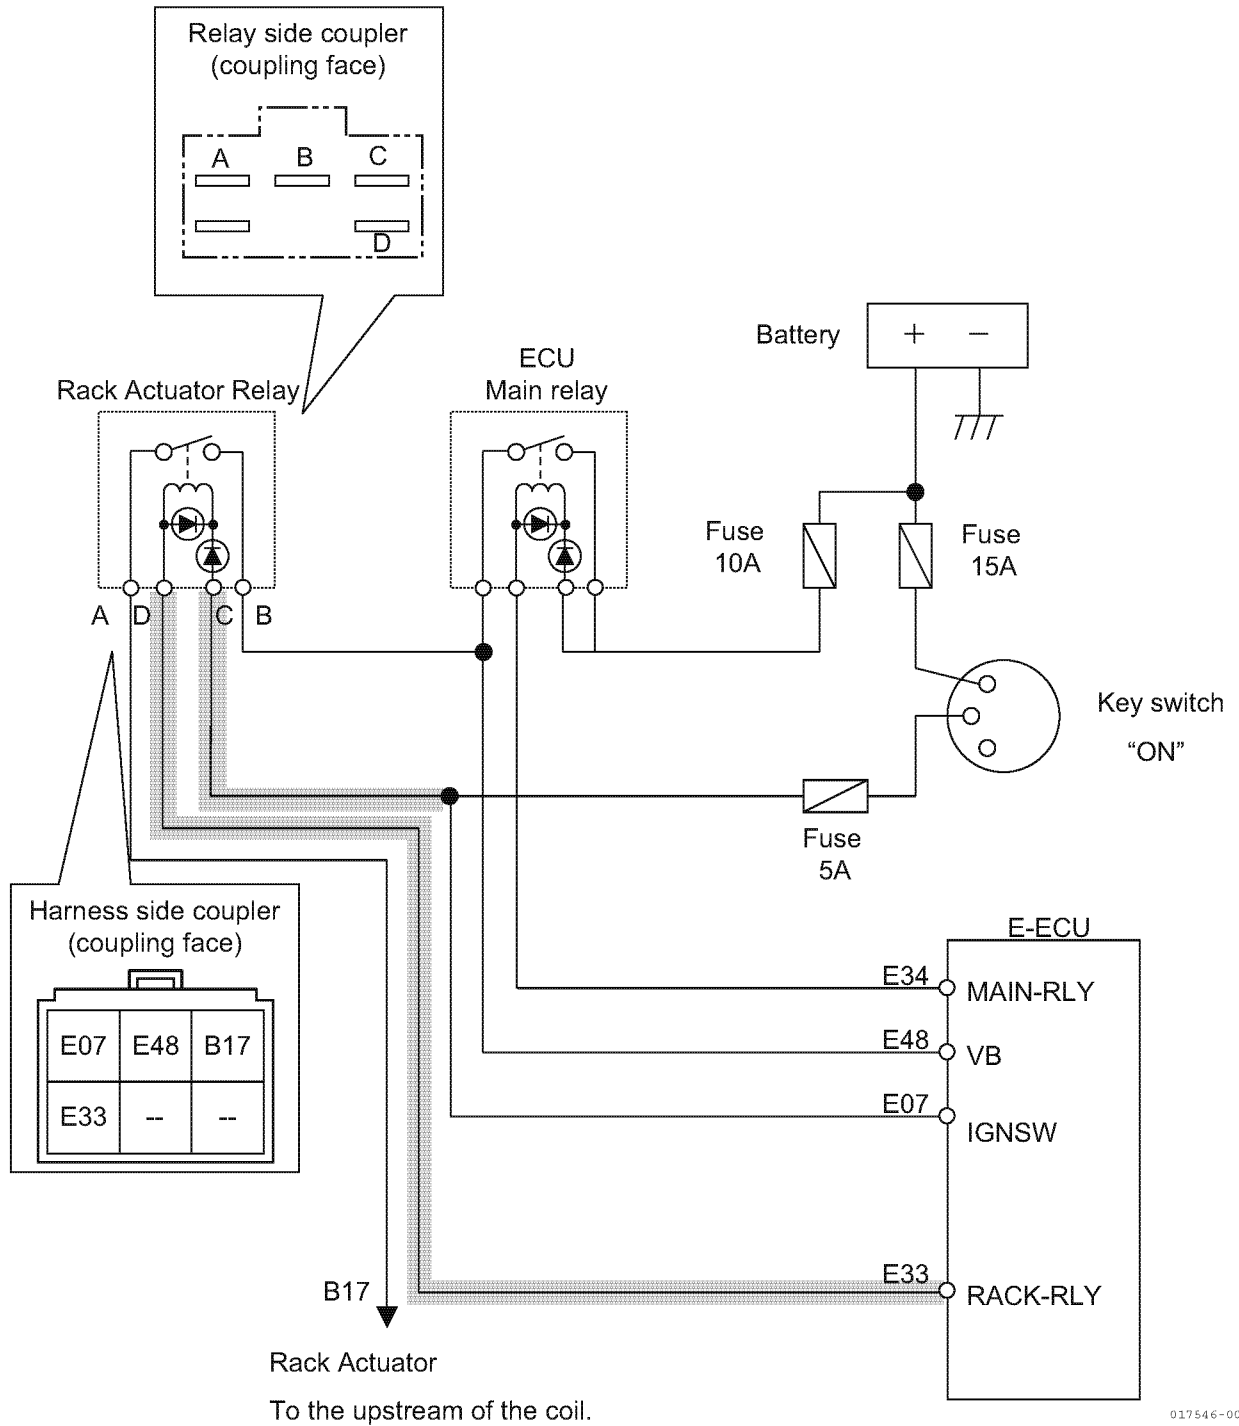 Relay side coupler
(coupling face)
A B C
D
Battery + −
ECU
Main relay
Rack Actuator Relay
Fuse
10A
Fuse
15A
A D C B
Key switch
“ON”
Fuse
5A
Harness side coupler
(coupling face)
E07 E48 B17
E33 -- --
E-ECU
E34 MAIN-RLY
E48 VB
E07 IGNSW
E33 RACK-RLY
B17
Rack Actuator
To the upstream of the coil.